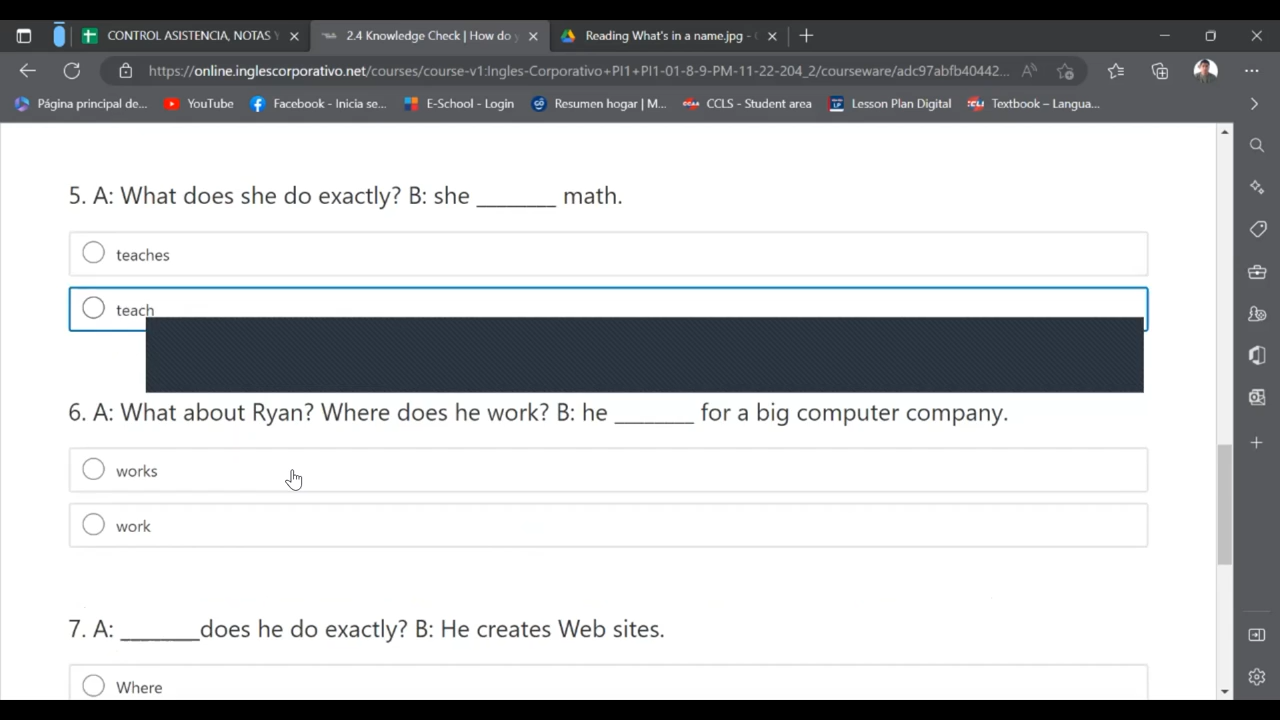 CONTROL ASISTENCIA, NOTAS Y
2.4 Knowledge Check | How do y
Reading What's in a name.jpg -
https://online.inglescorporativo.net/courses/course-v1:Ingles-Corporativo+PI1+PI1-01-8-9-PM-11-22-204_2/courseware/adc97abfb40442...
Página principal de...
YouTube
Facebook - Inicia se...
E-School - Login
Resumen hogar | M...
CCLS - Student area
Lesson Plan Digital
Textbook – Langua...
5. A: What does she do exactly? B: she ________ math.
teaches
teach
6. A: What about Ryan? Where does he work? B: he ________ for a big computer company.
works
work
7. A: ________does he do exactly? B: He creates Web sites.
Where